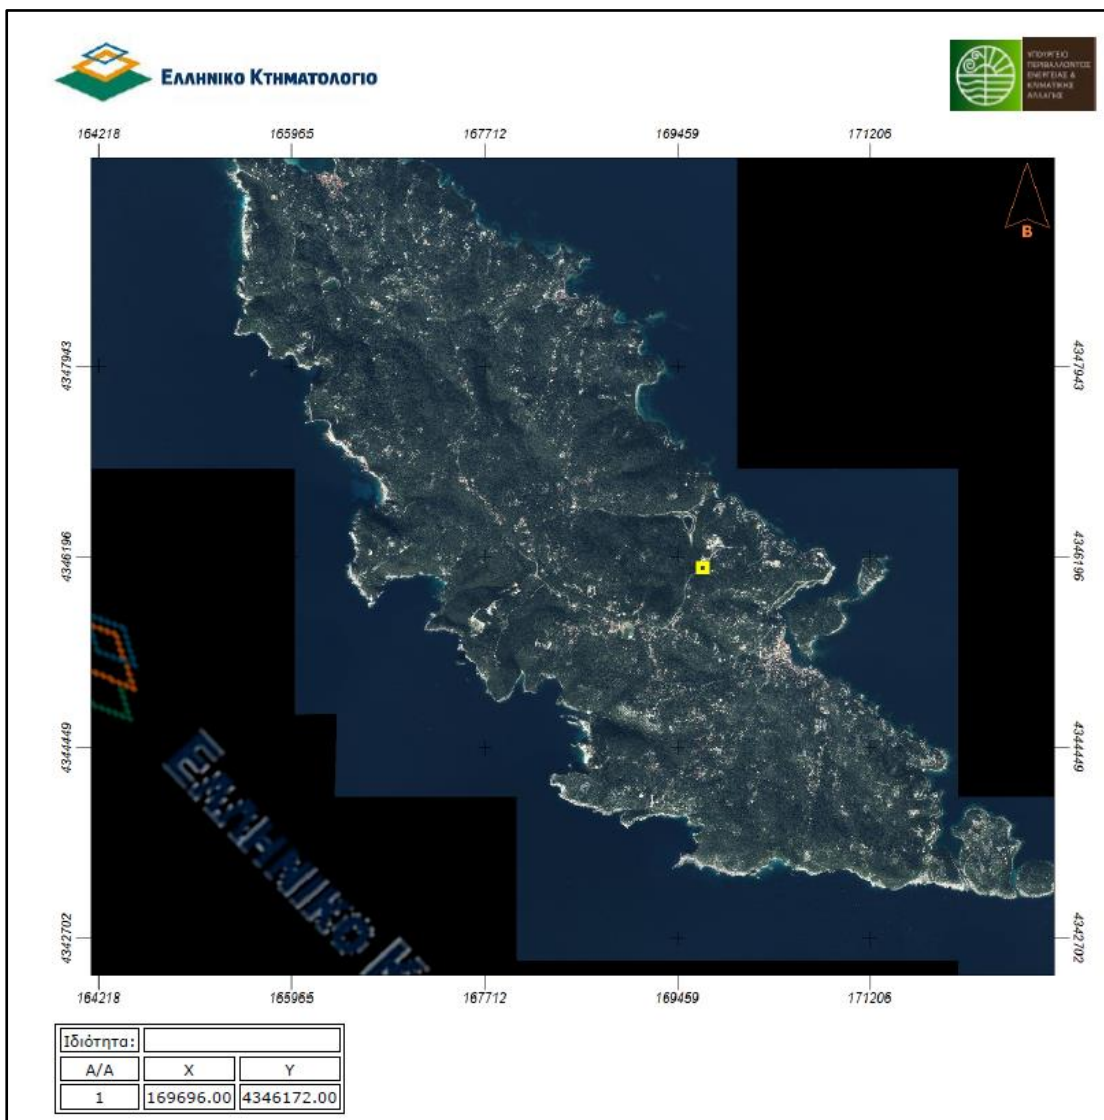 ΕΛΛΗΝΙΚΟ ΚΤΗΜΑΤΟΛΟΓΙΟ
ΥΠΟΥΡΓΕΙΟ
ΠΕΡΙΒΑΛΛΟΝΤΟΣ
ΕΝΕΡΓΕΙΑΣ &
ΚΛΙΜΑΤΙΚΗΣ
ΑΛΛΑΓΗΣ
164218 165965 167712 169459 171206
Β
4347943 4347943
4346196 4346196
4344449 4344449
ΕΛΛΗΝΙΚΟ Κ
4342702 4342702
164218 165965 167712 169459 171206
Ιδιότητα:
Α/Α Χ Υ
1 169696.00 4346172.00